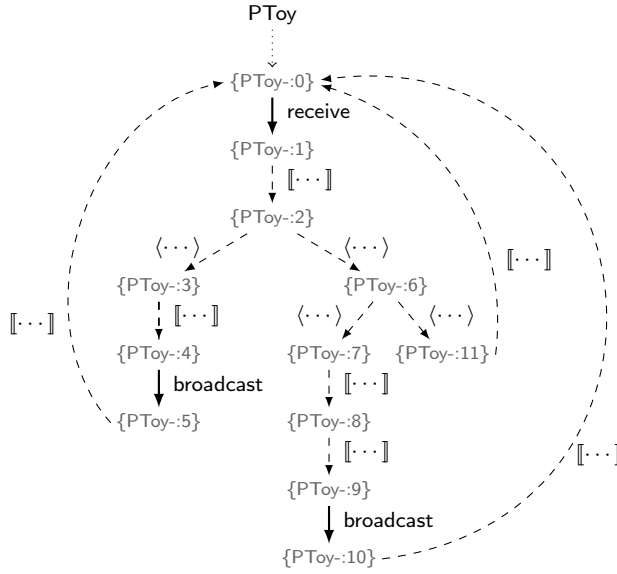 PToy
{PToy-:0}
receive
{PToy-:1}
⟦···⟧
{PToy-:2}
⟨···⟩ ⟨···⟩
⟦···⟧
{PToy-:3} {PToy-:6}
⟦···⟧ ⟦···⟧ ⟨···⟩ ⟨···⟩
{PToy-:4} {PToy-:7} {PToy-:11}
broadcast ⟦···⟧
{PToy-:5} {PToy-:8}
⟦···⟧ ⟦···⟧
{PToy-:9}
broadcast
{PToy-:10}